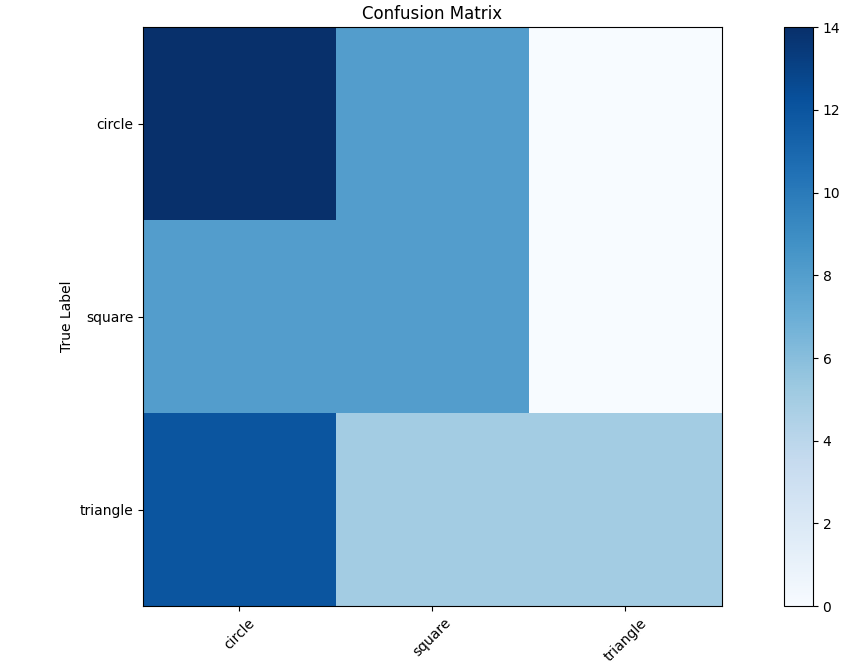 Confusion Matrix
True Label
circle
square
triangle
circle
square
triangle
14
12
10
8
6
4
2
0